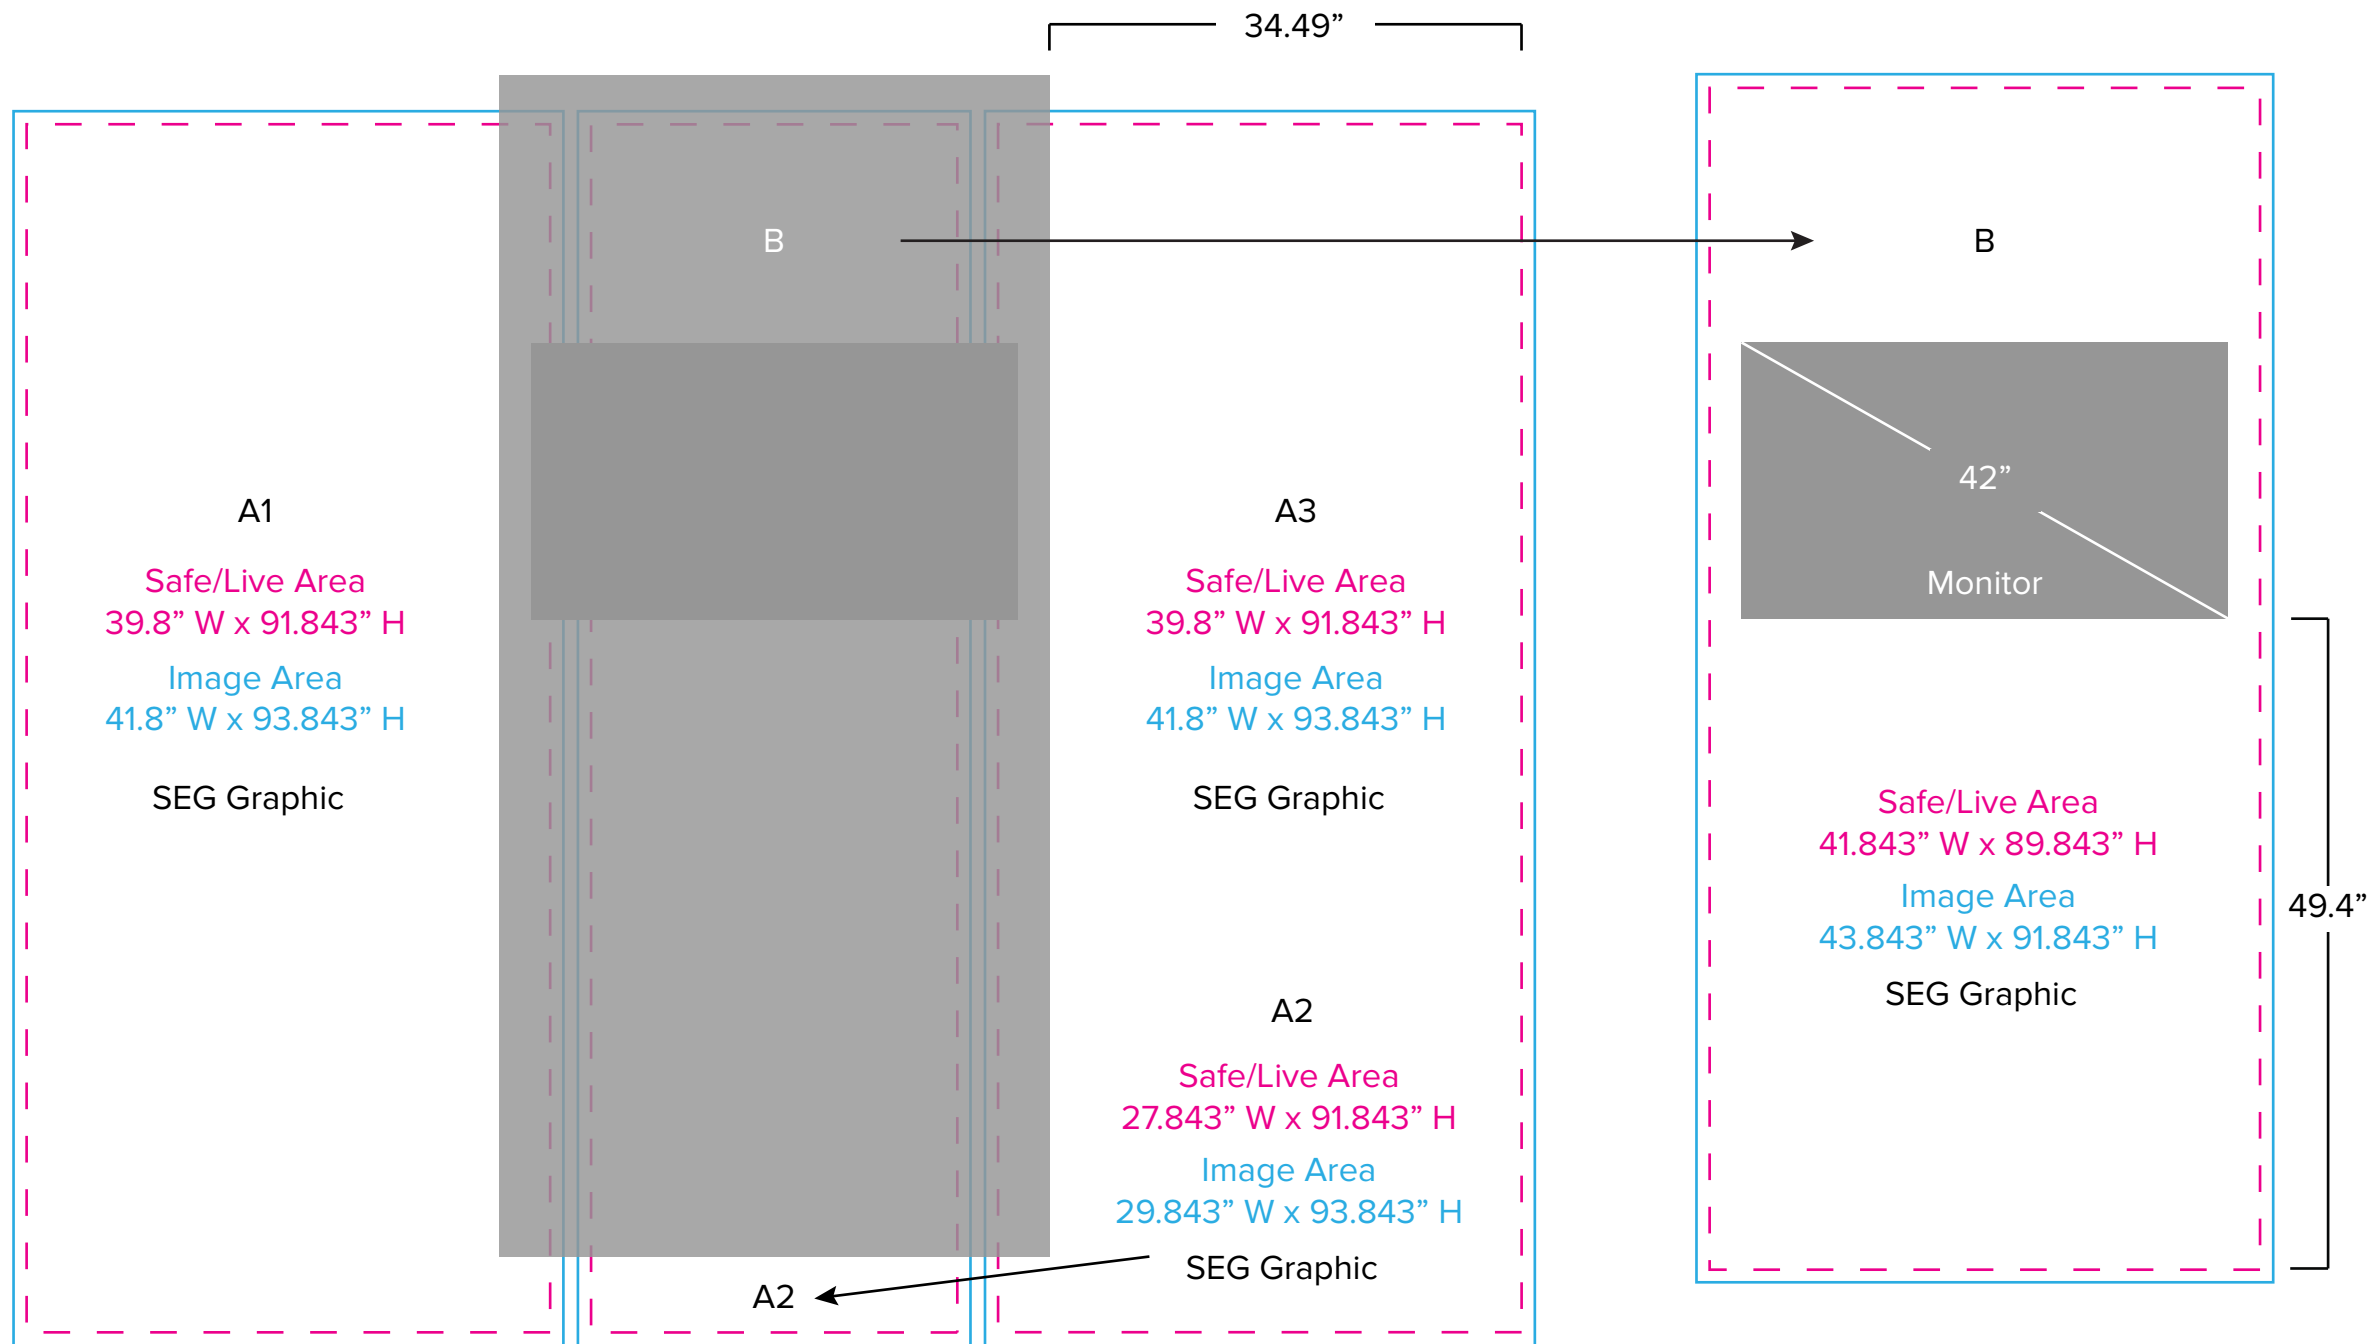 34.49”
B
B
42”
Monitor
A1
Safe/Live Area
39.8” W x 91.843” H
Image Area
41.8” W x 93.843” H
SEG Graphic
A3
Safe/Live Area
39.8” W x 91.843” H
Image Area
41.8” W x 93.843” H
SEG Graphic
Safe/Live Area
41.843” W x 89.843” H
Image Area
43.843” W x 91.843” H
SEG Graphic
49.4”
A2
Safe/Live Area
27.843” W x 91.843” H
Image Area
29.843” W x 93.843” H
SEG Graphic
A2